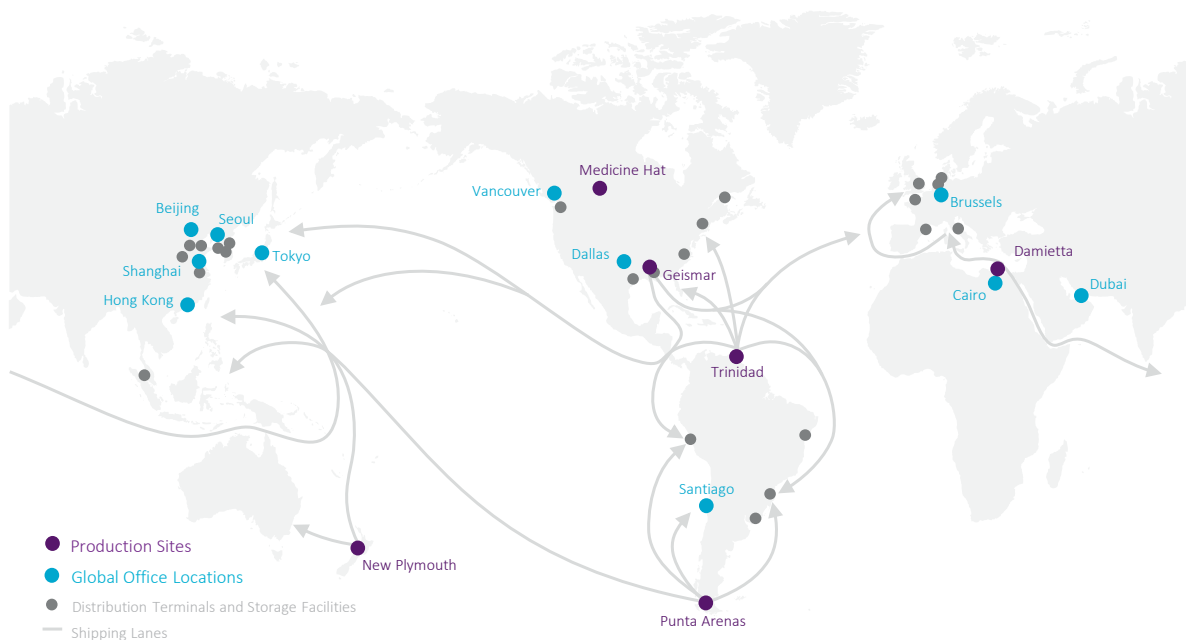 Medicine Hat
Vancouver
Beijing
Seoul
Brussels
Tokyo
Dallas
Damietta
Shanghai
Geismar
Hong Kong
Cairo
Dubai
Trinidad
Santiago
Production Sites
New Plymouth
Global Office Locations
Distribution Terminals and Storage Facilities
Punta Arenas
Shipping Lanes